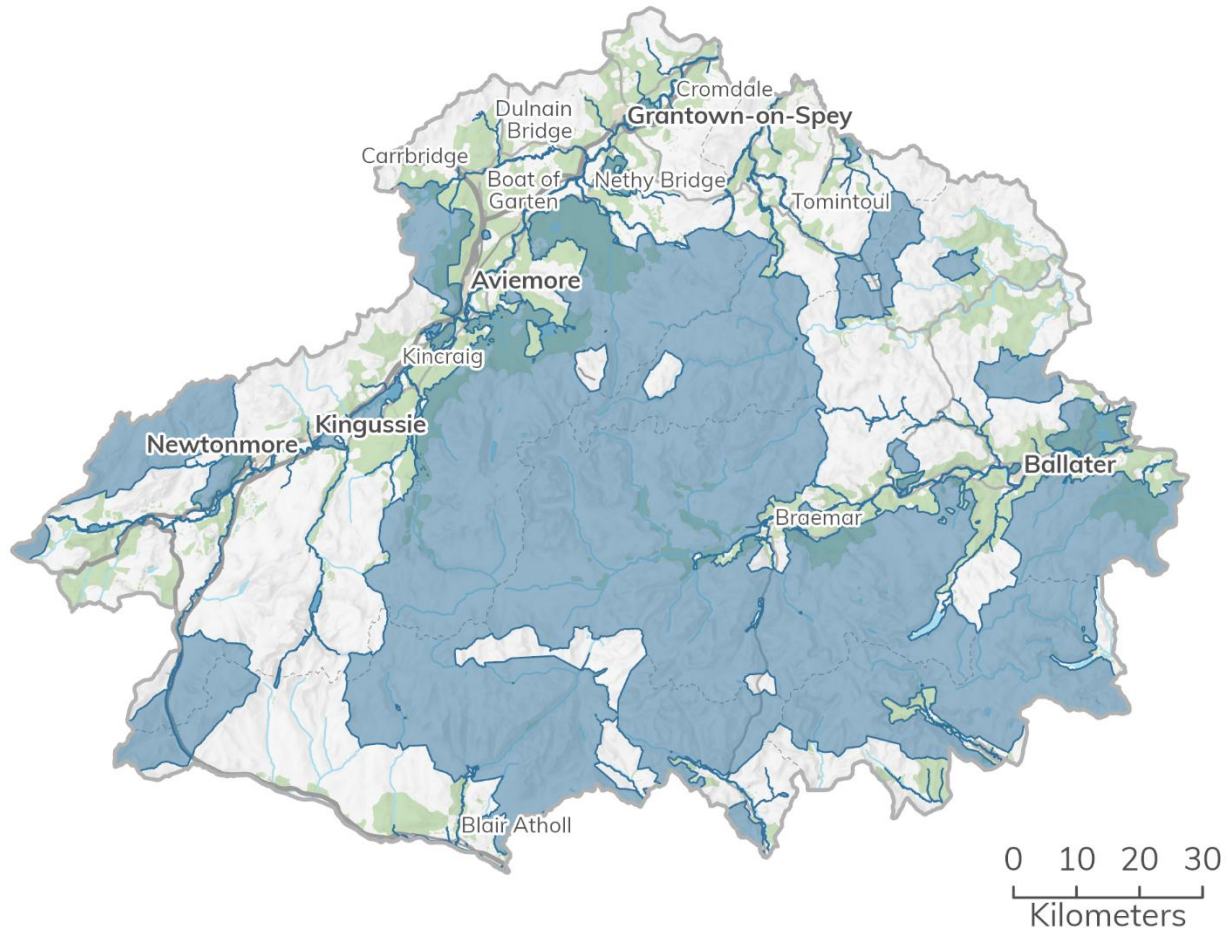 Cromdale
Grantown-on-Spey
Dulnain
Bridge
Carrbridge
Boat of
Garten
Nethy Bridge
Tomintoul
Aviemore
Kincraig
Kingussie
Newtonmore
Ballater
Braemar
Blair Atholl
0 10 20 30
Kilometers